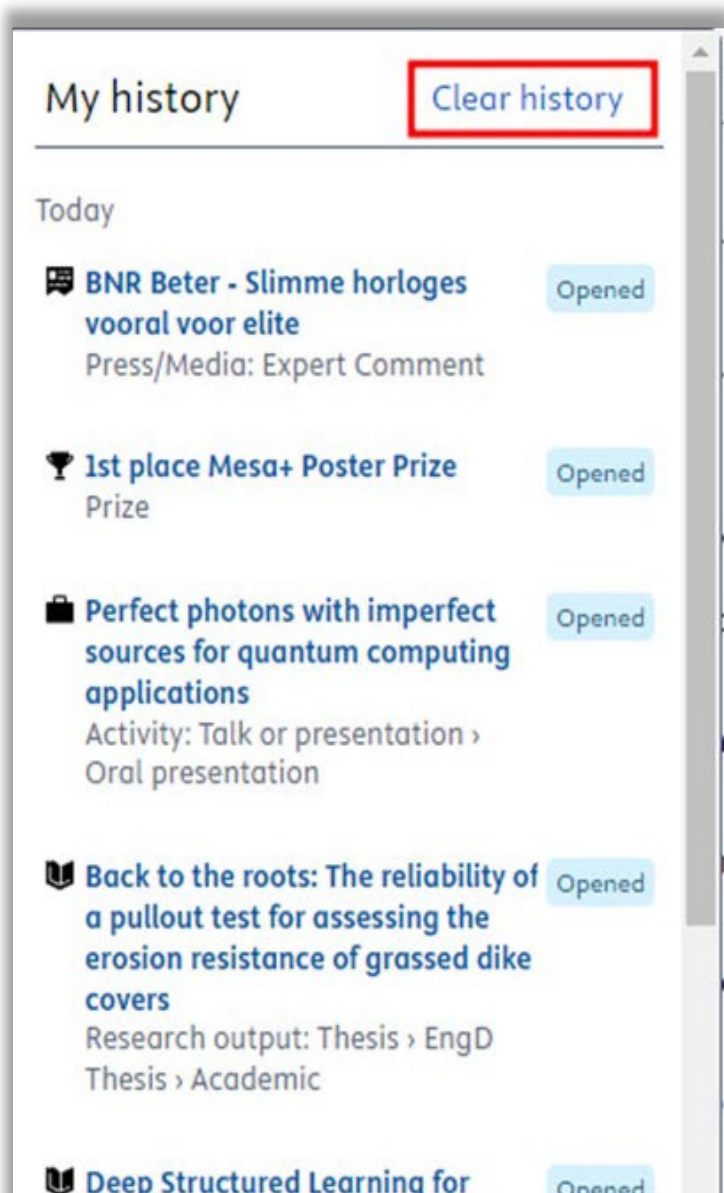 My history
Clear history
Today
BNR Beter - Slimme horloges
Opened
vooral voor elite
Press/Media: Expert Comment
1st place Mesa+ Poster Prize
Opened
Prize
Perfect photons with imperfect
Opened
sources for quantum computing
applications
Activity: Talk or presentation ›
Oral presentation
Back to the roots: The reliability of
Opened
a pullout test for assessing the
erosion resistance of grassed dike
covers
Research output: Thesis › EngD
Thesis › Academic
Deep Structured Learning for
Opened